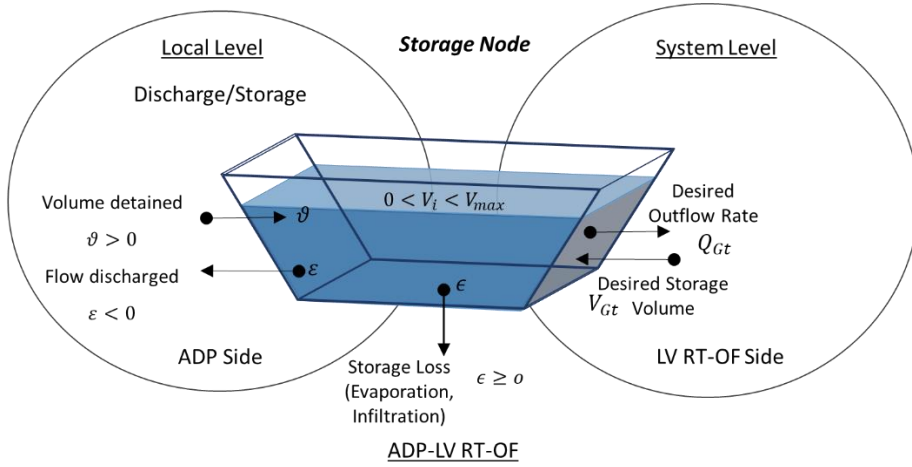 Local Level
Storage Node
System Level
Discharge/Storage
0 < V_i < V_max
Volume detained
ϑ
ϑ > 0
Flow discharged
ε
ε < 0
ϵ
Desired
Outflow Rate
Q_Gt
Desired Storage
V_Gt Volume
ADP Side
LV RT-OF Side
Storage Loss
(Evaporation,
Infiltration)
ϵ ≥ o
ADP-LV RT-OF